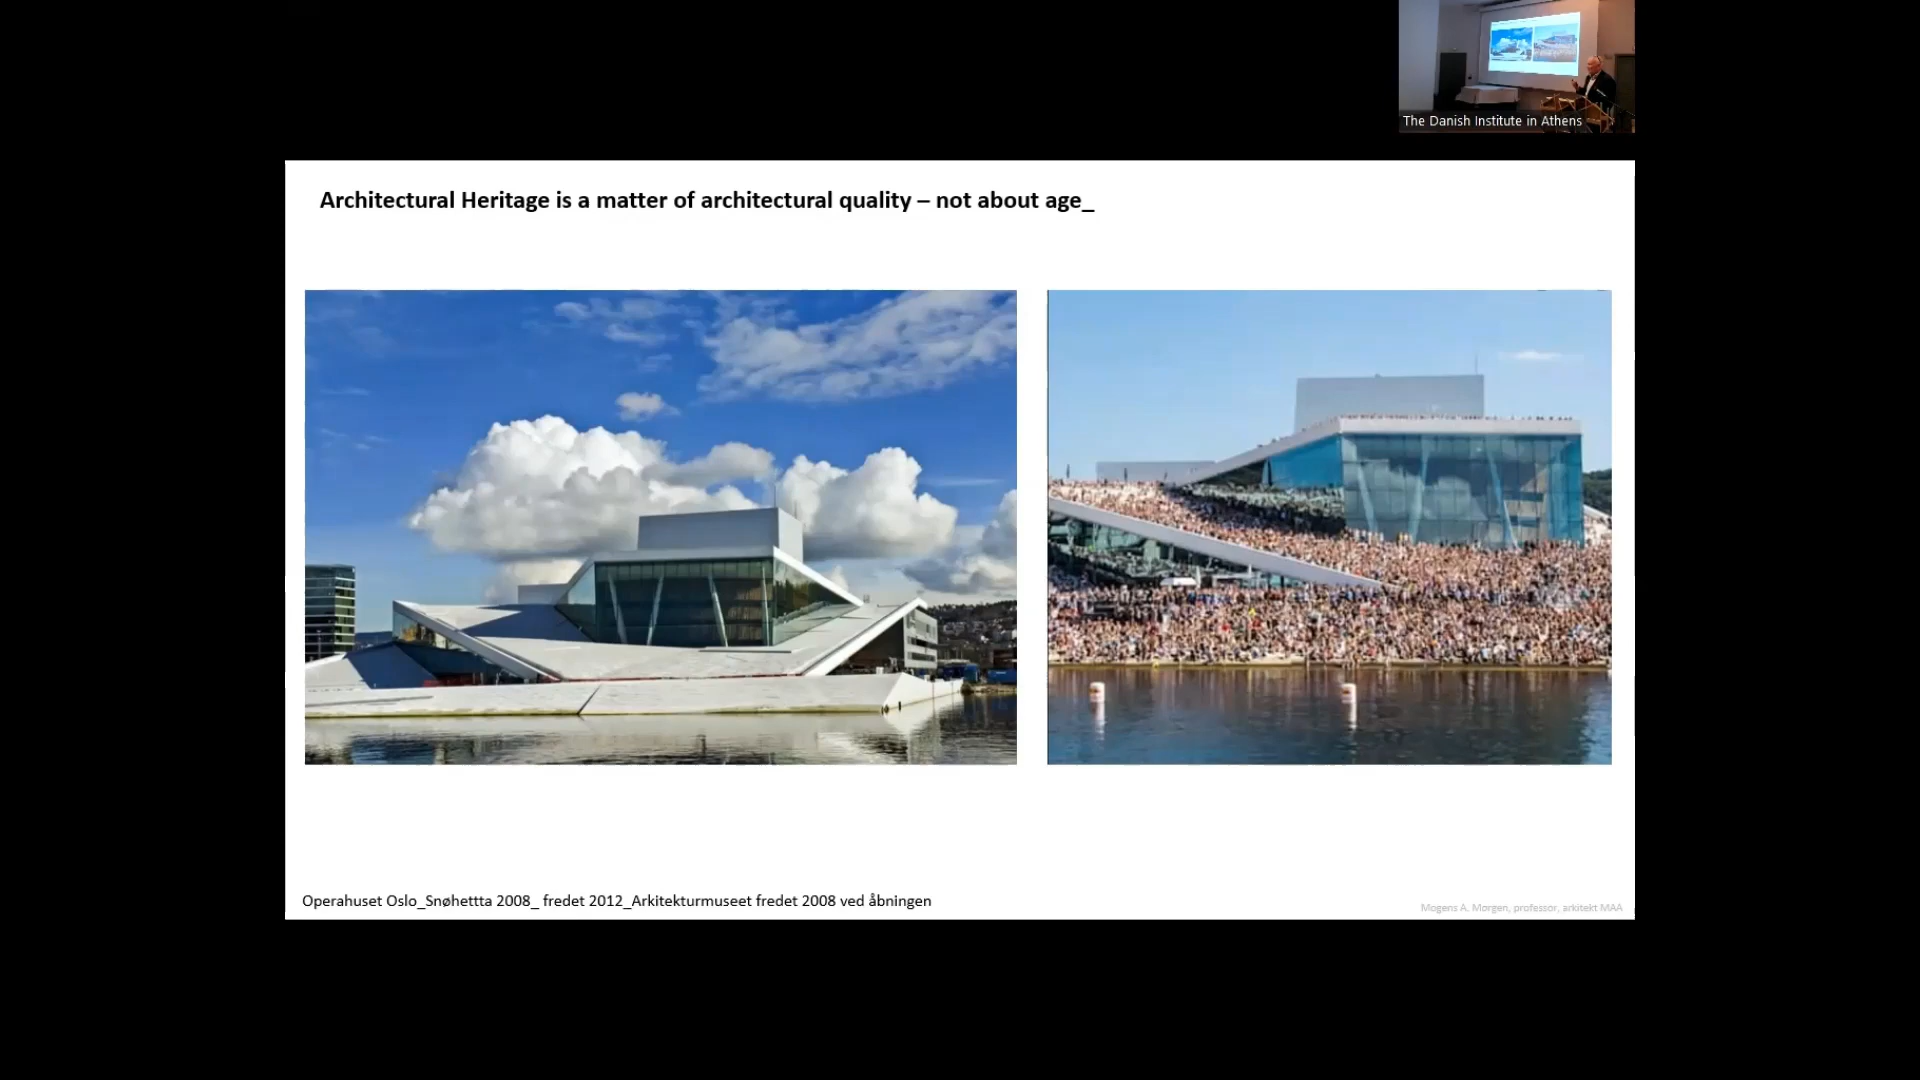 The Danish Institute in Athens
Architectural Heritage is a matter of architectural quality – not about age_
Operahuset Oslo_Snøhettta 2008_ fredet 2012_Arkitekturmuseet fredet 2008 ved åbningen
Mogens A. Mørgen, professor, arkitekt MAA